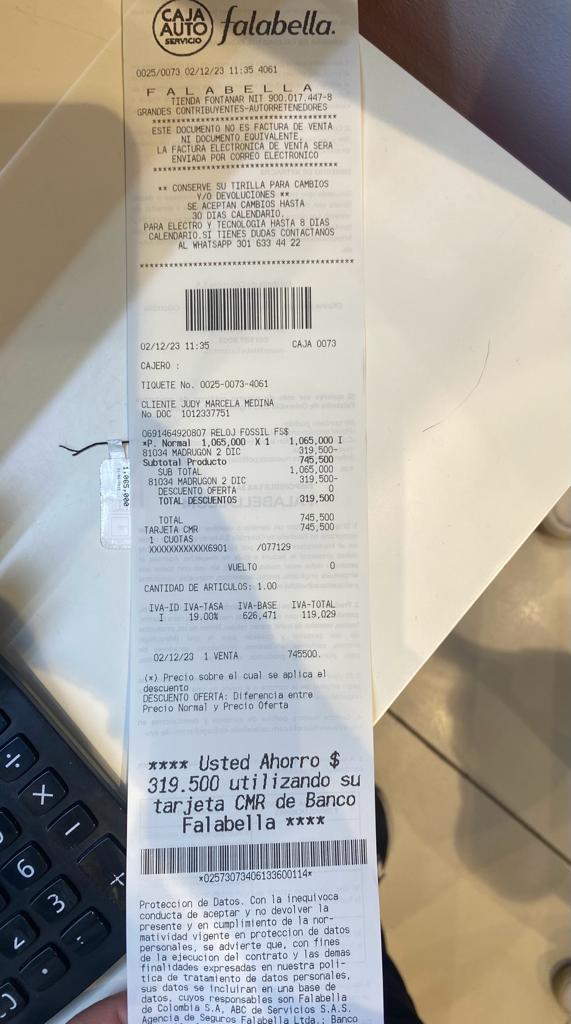 CAJA
AUTO
SERVICIO
falabella.
0025/0073 02/12/23 11:35 4061
F A L A B E L L A
TIENDA FONTANAR NIT 900.017.447-8
GRANDES CONTRIBUYENTES-AUTORRETENEDORES
****************************************
ESTE DOCUMENTO NO ES FACTURA DE VENTA
NI DOCUMENTO EQUIVALENTE,
LA FACTURA ELECTRONICA DE VENTA SERA
ENVIADA POR CORREO ELECTRONICO
****************************************
** CONSERVE SU TIRILLA PARA CAMBIOS
Y/O DEVOLUCIONES **
SE ACEPTAN CAMBIOS HASTA
30 DIAS CALENDARIO.
PARA ELECTRO Y TECNOLOGIA HASTA 8 DIAS
CALENDARIO.SI TIENES DUDAS CONTACTANOS
AL WHATSAPP 301 633 44 22
****************************************
02/12/23 11:35 CAJA 0073
CAJERO :
TIQUETE No. 0025-0073-4061
CLIENTE JUDY MARCELA MEDINA
No DOC 1012337751
0691464920807 RELOJ FOSSIL FS$
*P. Normal 1,065,000 X 1 1,065,000 I
81034 MADRUGON 2 DIC 319,500-
Subtotal Producto 745,500
SUB TOTAL 1,065,000
81034 MADRUGON 2 DIC 319,500-
DESCUENTO OFERTA 0
TOTAL DESCUENTOS 319,500
TOTAL 745,500
TARJETA CMR 745,500
1 CUOTAS
XXXXXXXXXXXX6901 /077129
VUELTO 0
CANTIDAD DE ARTICULOS: 1.00
IVA-ID IVA-TASA IVA-BASE IVA-TOTAL
I 19.00% 626,471 119,029
02/12/23 1 VENTA 745500.
(*) Precio sobre el cual se aplica el
descuento
DESCUENTO OFERTA: Diferencia entre
Precio Normal y Precio Oferta
**** Usted Ahorro $
319.500 utilizando su
tarjeta CMR de Banco
Falabella ****
*02573073406133600114*
Proteccion de Datos. Con la inequivoca
conducta de aceptar y no devolver la
presente y en cumplimiento de la nor-
matividad vigente en proteccion de datos
personales, se advierte que, con fines
de la ejecucion del contrato y las demas
finalidades expresadas en nuestra poli-
tica de tratamiento de datos personales,
sus datos se incluiran en una base de
datos, cuyos responsables son Falabella
de Colombia S.A, ABC de Servicios S.A.S.
Agencia de Seguros Falabella Ltda.; Banco
1,065,000
÷
X
-
+
6
3
2
.